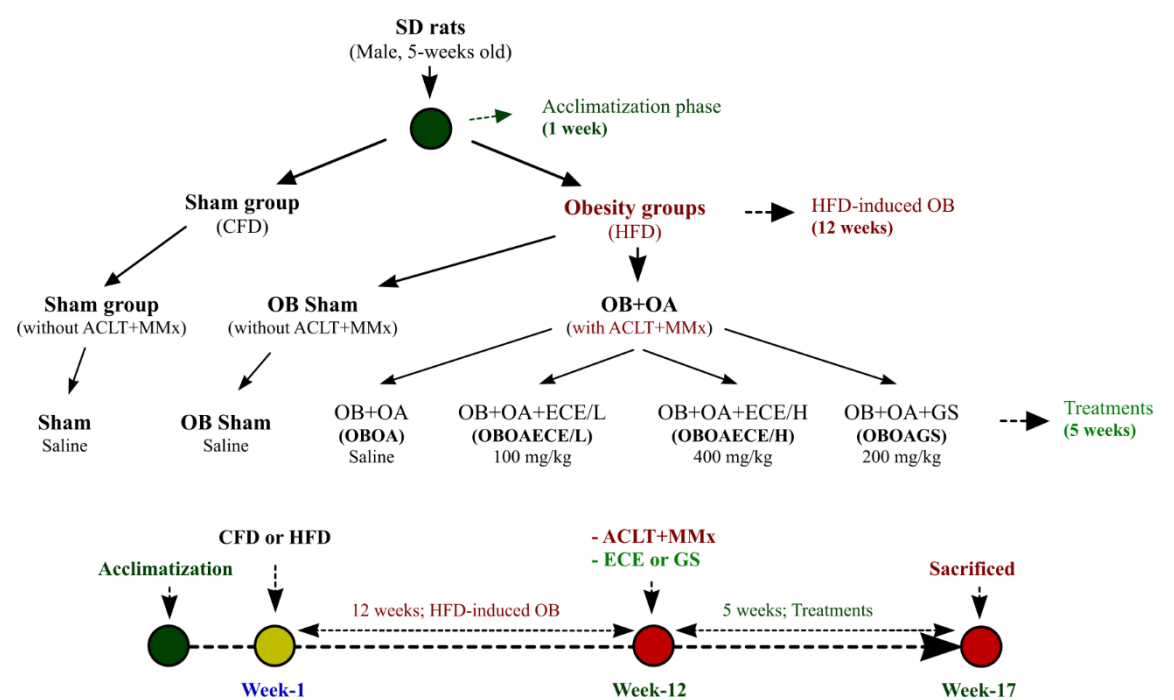 SD rats
(Male, 5-weeks old)
Acclimatization phase
(1 week)
Sham group
(CFD)
Obesity groups
(HFD)
HFD-induced OB
(12 weeks)
Sham group
(without ACLT+MMx)
OB Sham
(without ACLT+MMx)
OB+OA
(with ACLT+MMx)
Sham
Saline
OB Sham
Saline
OB+OA
(OBOA)
Saline
OB+OA+ECE/L
(OBOAECE/L)
100 mg/kg
OB+OA+ECE/H
(OBOAECE/H)
400 mg/kg
OB+OA+GS
(OBOAGS)
200 mg/kg
Treatments
(5 weeks)
CFD or HFD
- ACLT+MMx
- ECE or GS
Acclimatization
Sacrificed
12 weeks; HFD-induced OB
5 weeks; Treatments
Week-1
Week-12
Week-17